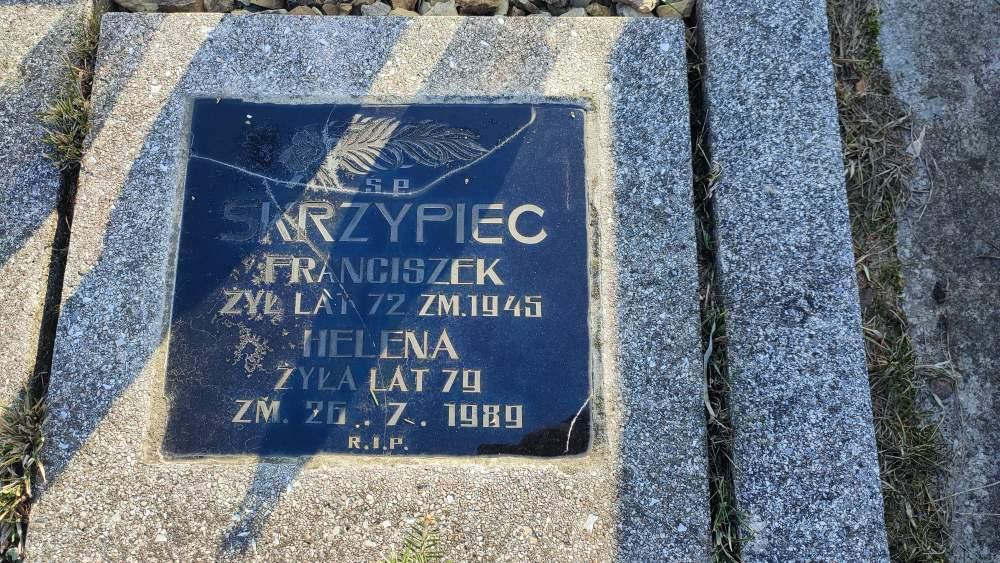 Ś.P.
SKRZYPIEC
FRANCISZEK
ŻYŁ LAT 72 ZM.1945
HELENA
ŻYŁA LAT 79
ZM. 26..7.. 1989
R.I.P.